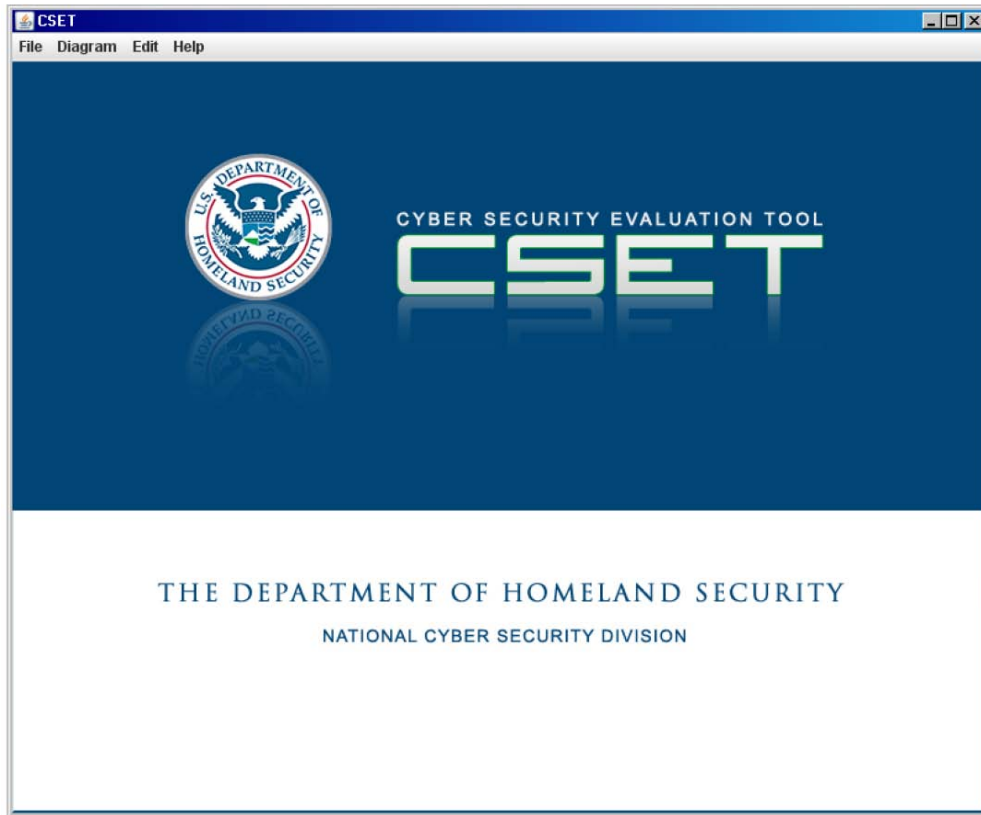 CSET
File Diagram Edit Help
U.S. DEPARTMENT OF HOMELAND SECURITY
CYBER SECURITY EVALUATION TOOL
CSET
THE DEPARTMENT OF HOMELAND SECURITY
NATIONAL CYBER SECURITY DIVISION